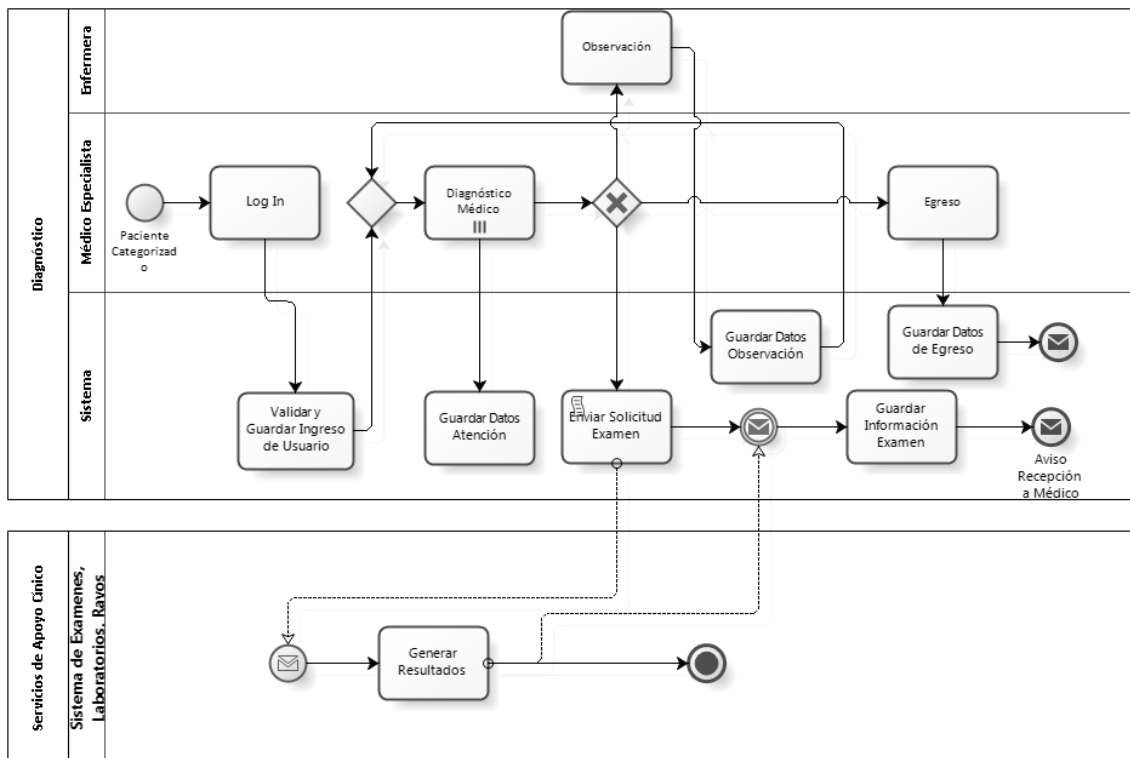 Diagnóstico
Enfermera
Observación
Médico Especialista
Paciente
Categorizad
o
Log In
Diagnóstico
Médico
Egreso
Sistema
Validar y
Guardar Ingreso
de Usuario
Guardar Datos
Atención
Enviar Solicitud
Examen
Guardar Datos
Observación
Guardar Datos
de Egreso
Guardar
Información
Examen
Aviso
Recepción
a Médico
Servicios de Apoyo Cínico
Sistema de Examenes,
Laboratorios, Rayos
Generar
Resultados